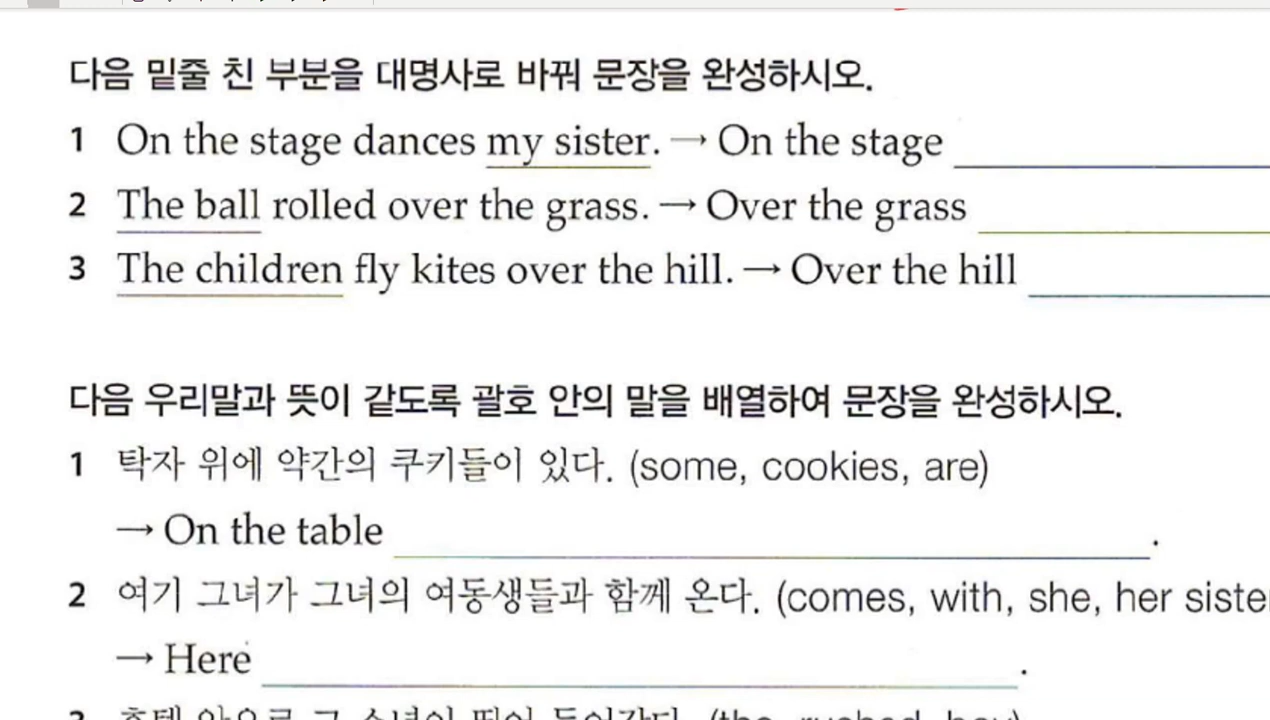 다음 밑줄 친 부분을 대명사로 바꿔 문장을 완성하시오.
1 On the stage dances my sister. → On the stage
2 The ball rolled over the grass. → Over the grass
3 The children fly kites over the hill. → Over the hill
다음 우리말과 뜻이 같도록 괄호 안의 말을 배열하여 문장을 완성하시오.
1 탁자 위에 약간의 쿠키들이 있다. (some, cookies, are)
→ On the table .
2 여기 그녀가 그녀의 여동생들과 함께 온다. (comes, with, she, her
→ Here .